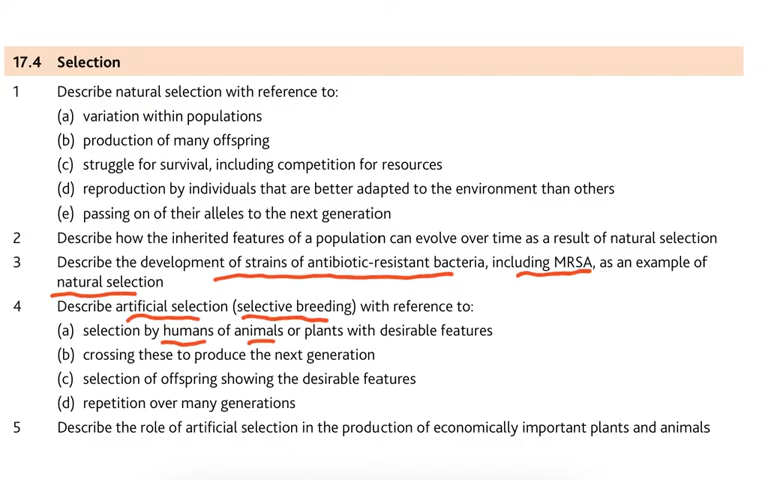 17.4 Selection
1 Describe natural selection with reference to:
(a) variation within populations
(b) production of many offspring
(c) struggle for survival, including competition for resources
(d) reproduction by individuals that are better adapted to the environment than others
(e) passing on of their alleles to the next generation
2 Describe how the inherited features of a population can evolve over time as a result of natural selection
3 Describe the development of strains of antibiotic-resistant bacteria, including MRSA, as an example of
natural selection
4 Describe artificial selection (selective breeding) with reference to:
(a) selection by humans of animals or plants with desirable features
(b) crossing these to produce the next generation
(c) selection of offspring showing the desirable features
(d) repetition over many generations
5 Describe the role of artificial selection in the production of economically important plants and animals